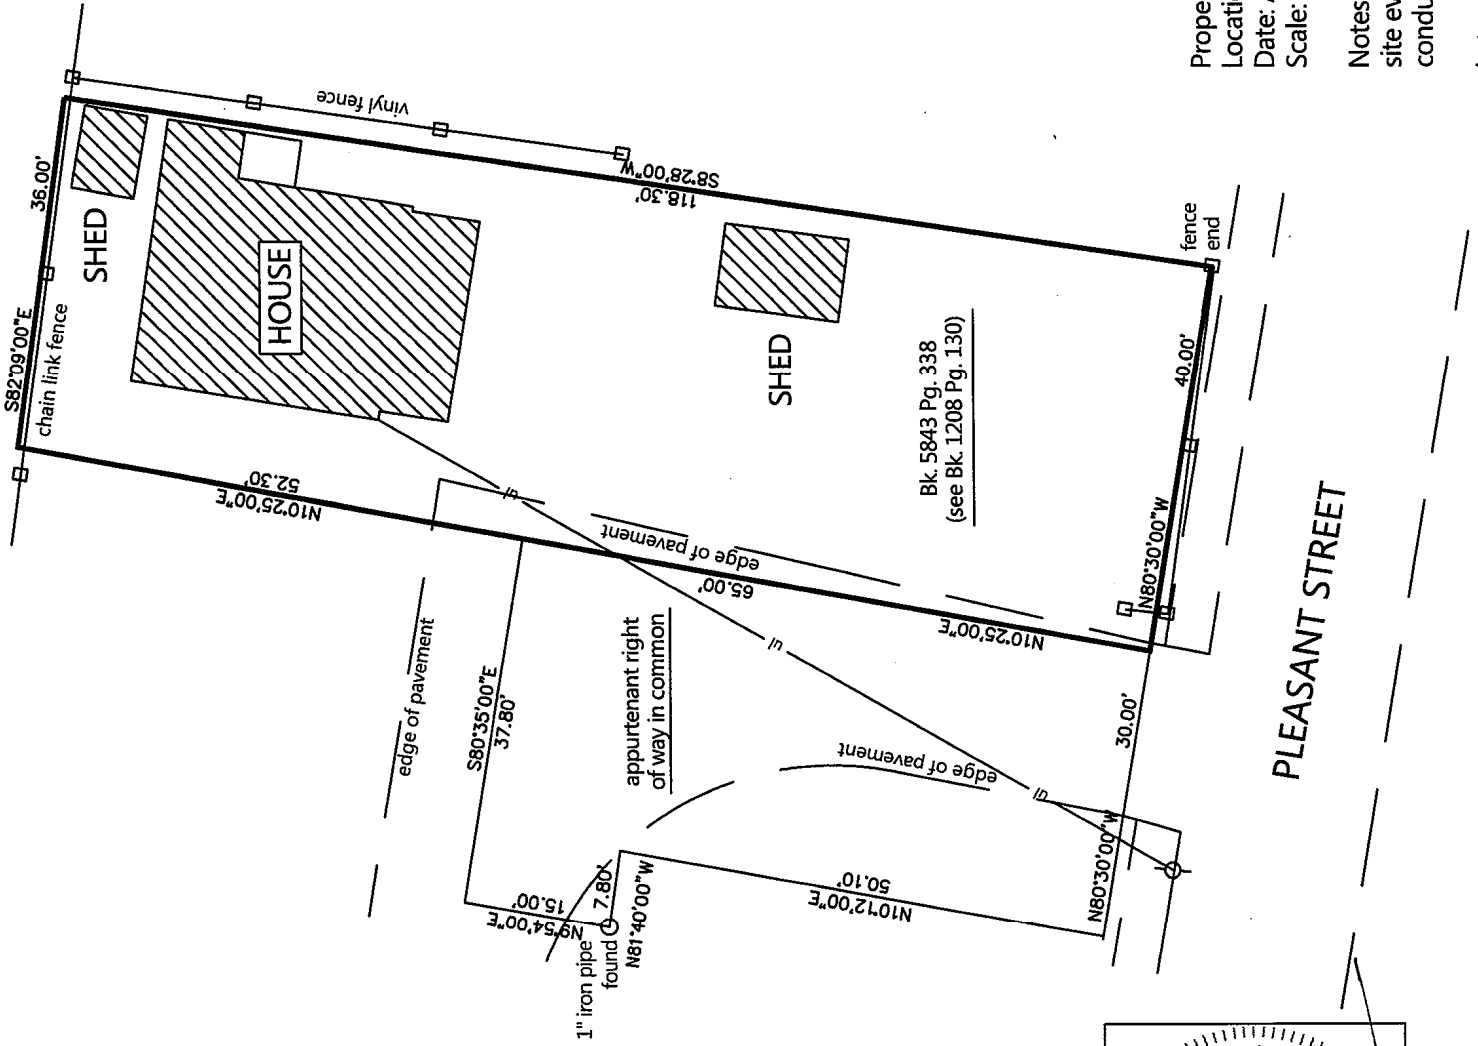 S82°09'00"E
36.00'
chain link fence
SHED
HOUSE
vinyl fence
S8°28'00"W
118.30'
N10°25'00"E
52.30'
SHED
edge of pavement
65.00'
N10°25'00"E
Bk. 5843 Pg. 338
(see Bk. 1208 Pg. 130)
fence
end
40.00'
N80°30'00"W
edge of pavement
S80°35'00"E
37.80'
appurtenant right
of way in common
edge of pavement
30.00'
N80°30'00"W
15.00'
N9°54'00"E
7.80'
N81°40'00"W
1" iron pipe
found
50.10'
N10°12'00"E
PLEASANT STREET
Prope
Locati
Date:
Scale:
Notes
site ev
condu